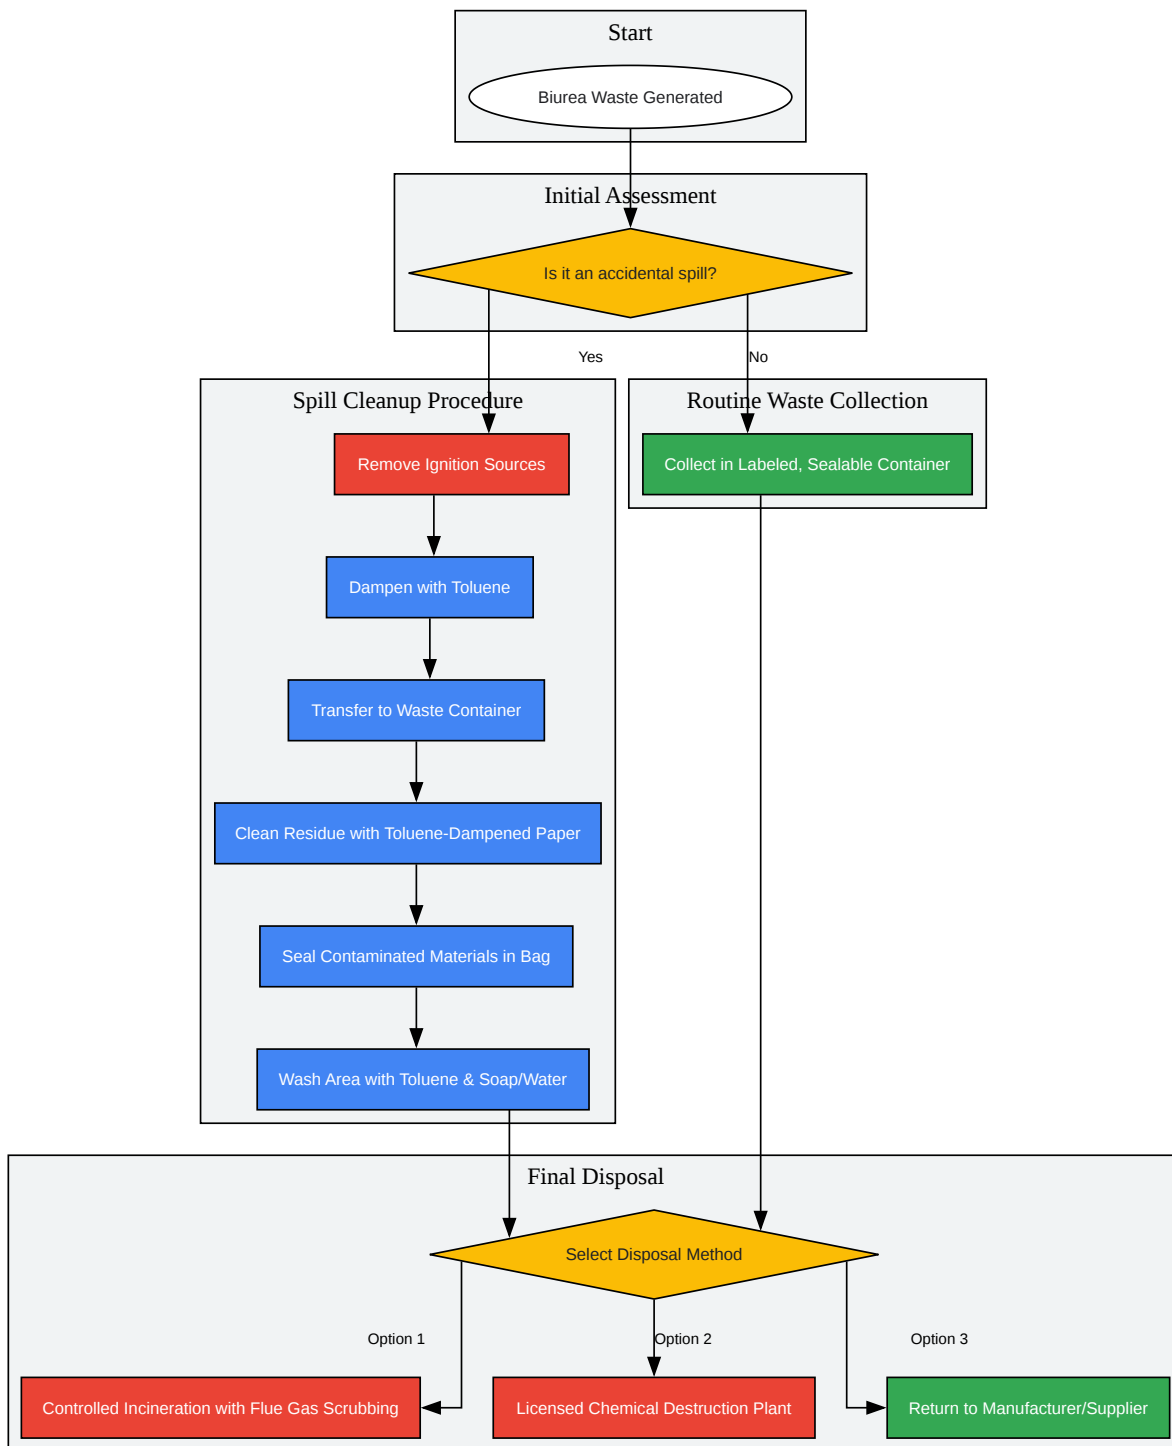 Start
Biurea Waste Generated
Initial Assessment
Is it an accidental spill?
Yes
No
Spill Cleanup Procedure
Routine Waste Collection
Remove Ignition Sources
Collect in Labeled, Sealable Container
Dampen with Toluene
Transfer to Waste Container
Clean Residue with Toluene-Dampened Paper
Seal Contaminated Materials in Bag
Wash Area with Toluene & Soap/Water
Final Disposal
Select Disposal Method
Option 1
Option 2
Option 3
Controlled Incineration with Flue Gas Scrubbing
Licensed Chemical Destruction Plant
Return to Manufacturer/Supplier